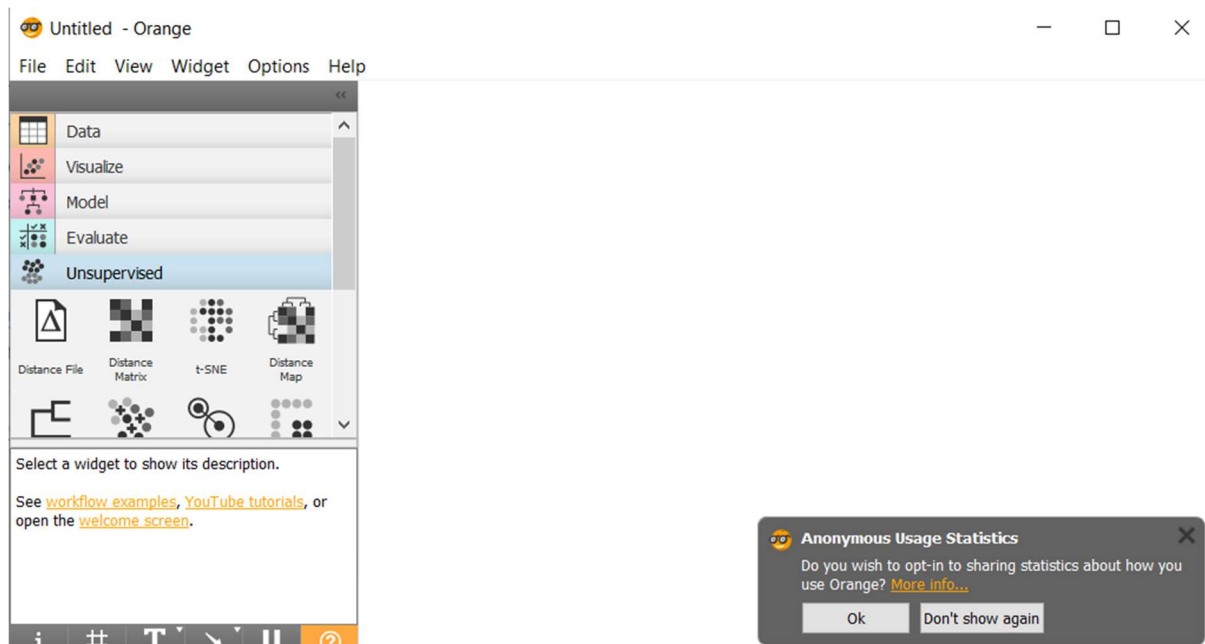 Untitled - Orange
File Edit View Widget Options Help
Data
Visualize
Model
Evaluate
Unsupervised
Distance File
Distance Matrix
t-SNE
Distance Map
Select a widget to show its description.
See workflow examples, YouTube tutorials, or
open the welcome screen.
Anonymous Usage Statistics
Do you wish to opt-in to sharing statistics about how you
use Orange? More info...
Ok Don't show again